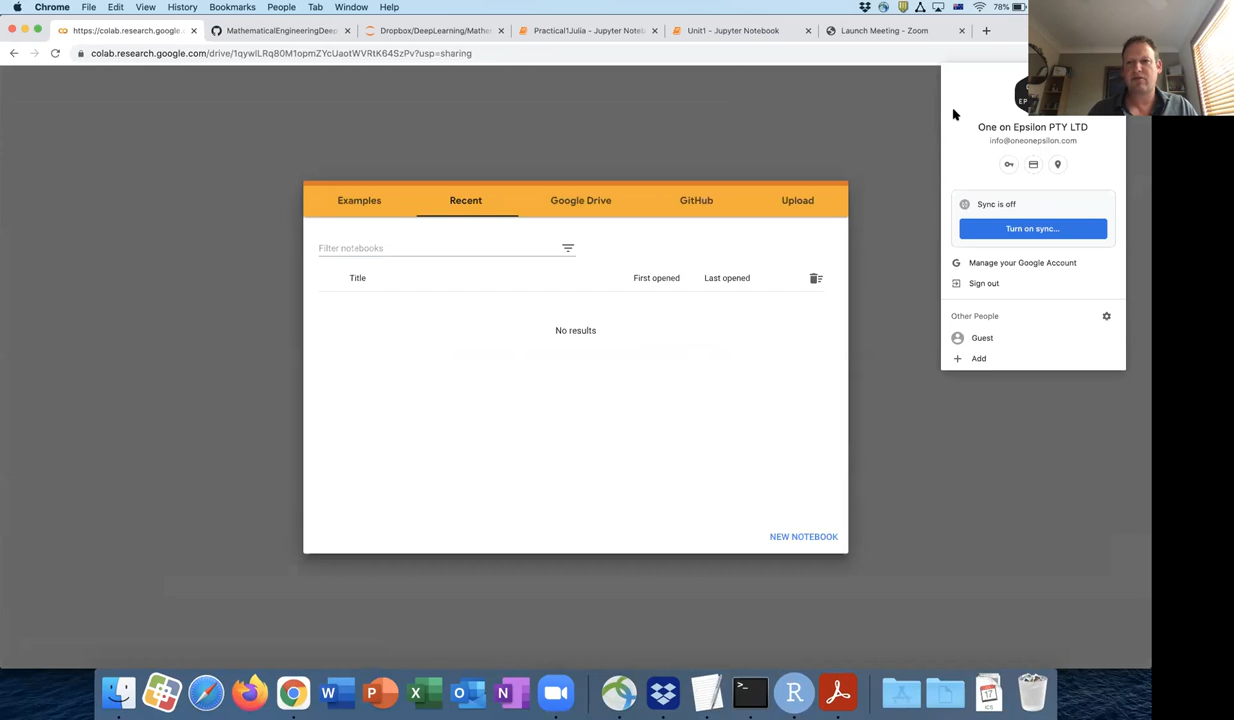 Chrome File Edit View History Bookmarks People Tab Window Help
78%
https://colab.research.google.
MathematicalEngineeringDeep
Dropbox/DeepLearning/Mathe
Practical1Julia - Jupyter Noteb
Unit1 - Jupyter Notebook
Launch Meeting - Zoom
colab.research.google.com/drive/1qywlLRq80M1opmZYcUaotWVRtK64SzPv?usp=sharing
EP
One on Epsilon PTY LTD
info@oneonepsilon.com
Sync is off
Turn on sync...
Manage your Google Account
Sign out
Other People
Guest
Add
Examples Recent Google Drive GitHub Upload
Filter notebooks
Title First opened Last opened
No results
NEW NOTEBOOK
W P X O N >_ R
17
ICS